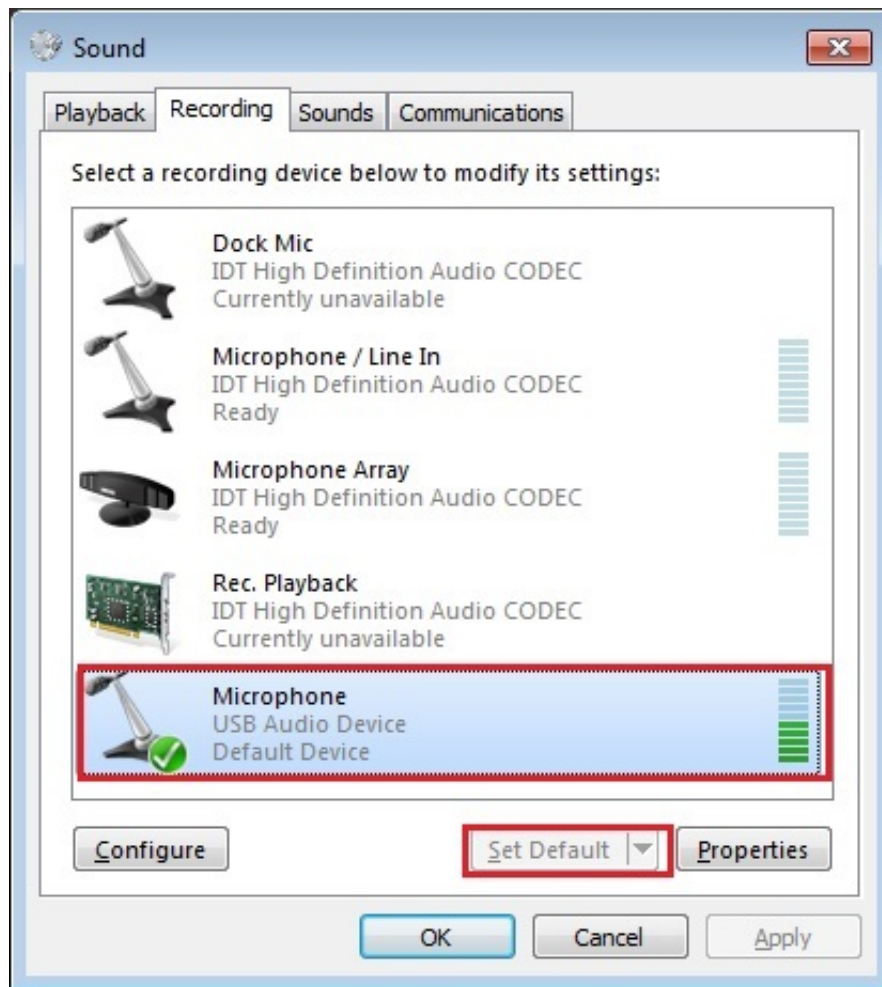 Sound
Playback Recording Sounds Communications
Select a recording device below to modify its settings:
Dock Mic
IDT High Definition Audio CODEC
Currently unavailable
Microphone / Line In
IDT High Definition Audio CODEC
Ready
Microphone Array
IDT High Definition Audio CODEC
Ready
Rec. Playback
IDT High Definition Audio CODEC
Currently unavailable
Microphone
USB Audio Device
Default Device
Configure Set Default Properties
OK Cancel Apply